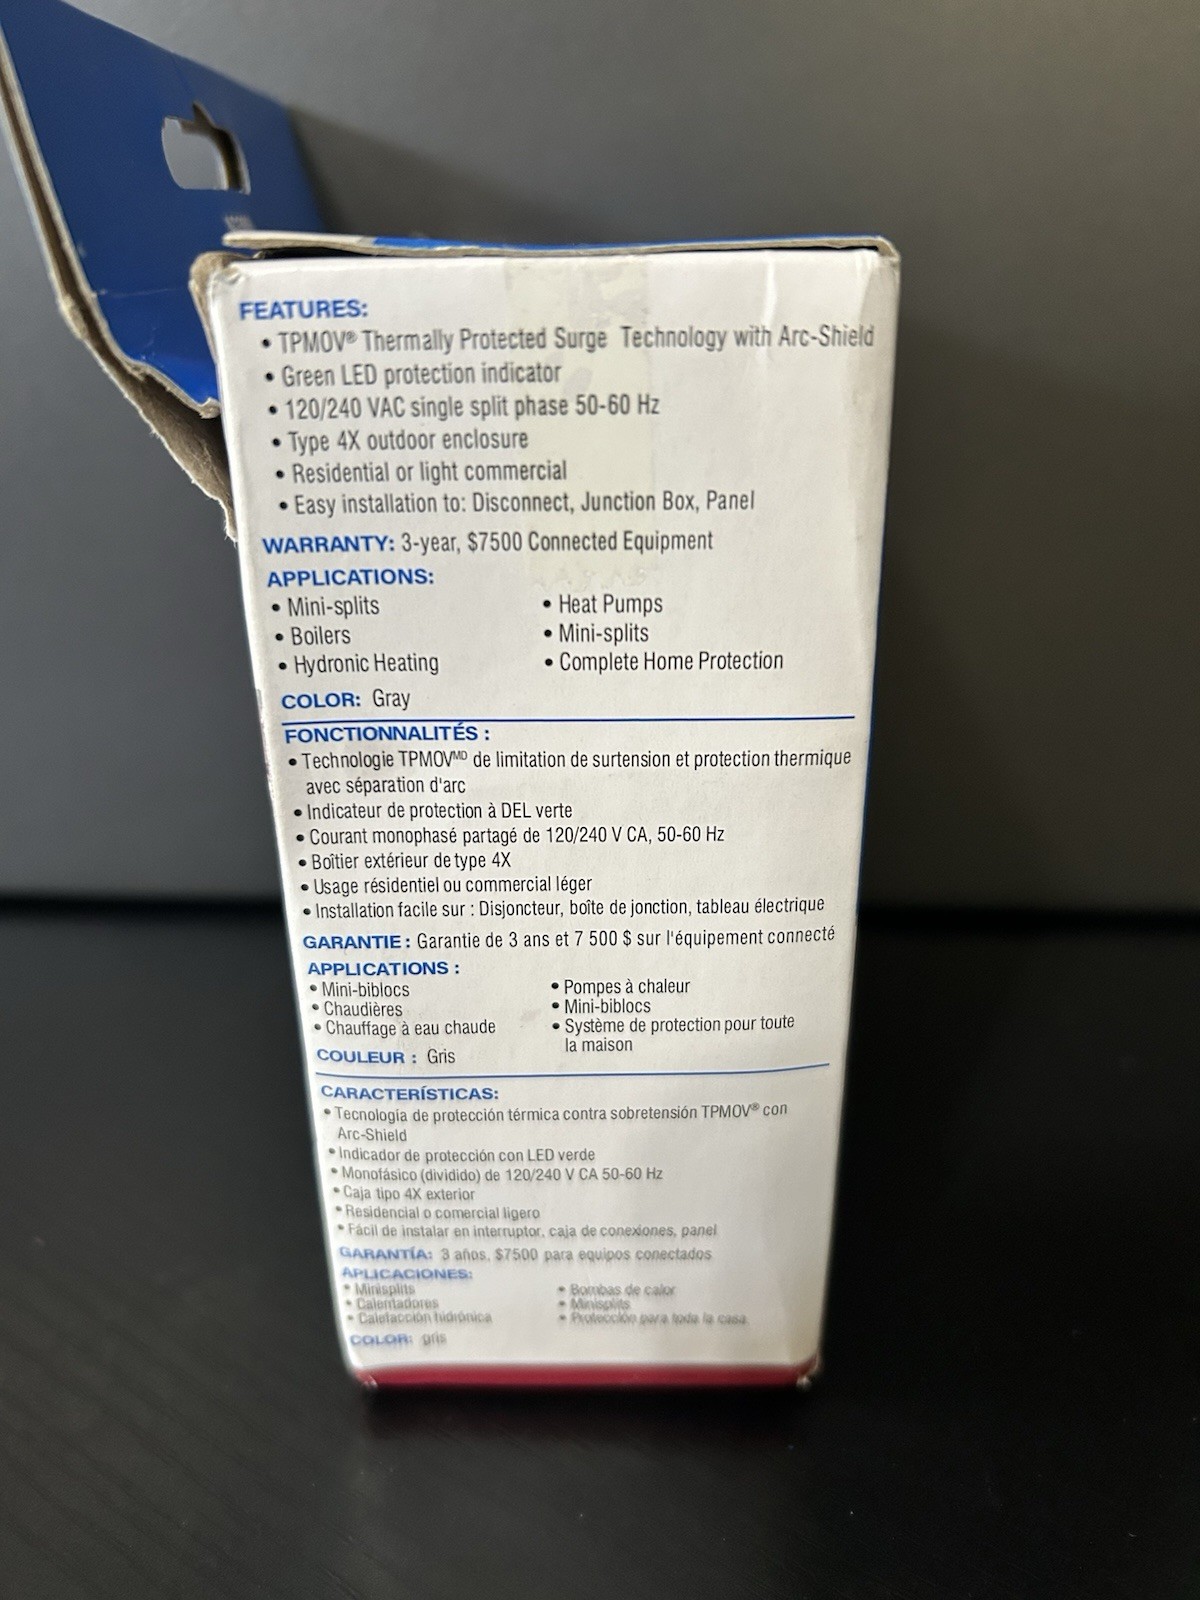 FEATURES:
• TPMOV® Thermally Protected Surge Technology with Arc-Shield
• Green LED protection indicator
• 120/240 VAC single split phase 50-60 Hz
• Type 4X outdoor enclosure
• Residential or light commercial
• Easy installation to: Disconnect, Junction Box, Panel
WARRANTY: 3-year, $7500 Connected Equipment
APPLICATIONS:
• Mini-splits
• Boilers
• Hydronic Heating
• Heat Pumps
• Mini-splits
• Complete Home Protection
COLOR: Gray
FONCTIONNALITÉS :
• Technologie TPMOVᴹᴰ de limitation de surtension et protection thermique
avec séparation d'arc
• Indicateur de protection à DEL verte
• Courant monophasé partagé de 120/240 V CA, 50-60 Hz
• Boîtier extérieur de type 4X
• Usage résidentiel ou commercial léger
• Installation facile sur : Disjoncteur, boîte de jonction, tableau électrique
GARANTIE : Garantie de 3 ans et 7 500 $ sur l'équipement connecté
APPLICATIONS :
• Mini-biblocs
• Chaudières
• Chauffage à eau chaude
• Pompes à chaleur
• Mini-biblocs
• Système de protection pour toute
la maison
COULEUR : Gris
CARACTERÍSTICAS:
• Tecnología de protección térmica contra sobretensión TPMOV® con
Arc-Shield
• Indicador de protección con LED verde
• Monofásico (dividido) de 120/240 V CA 50-60 Hz
• Caja tipo 4X exterior
• Residencial o comercial ligero
• Fácil de instalar en interruptor, caja de conexiones, panel
GARANTÍA: 3 años, $7500 para equipos conectados
APLICACIONES:
• Minisplits
• Calentadores
• Calefacción hidrónica
• Bombas de calor
• Minisplits
• Protección para toda la casa
COLOR: gris